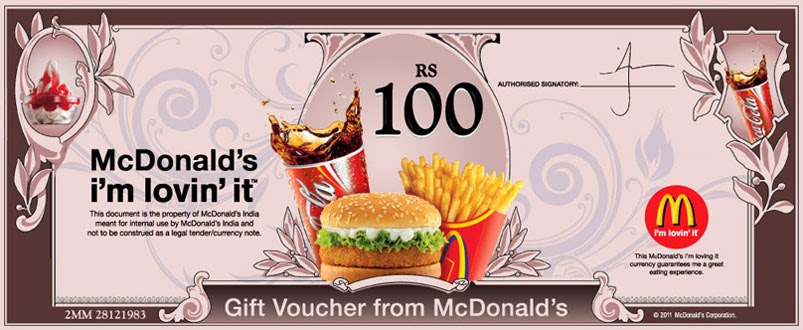 RS
100
AUTHORISED SIGNATORY:
McDonald's
i'm lovin' it™
This document is the property of McDonald's India
meant for internal use by McDonald's India and
not to be construed as a legal tender/currency note.
Coca-Cola
i'm lovin' it
This McDonald's i'm loving it
currency guarantees me a great
eating experience.
2MM 28121983
Gift Voucher from McDonald's
© 2011 McDonald's Corporation.